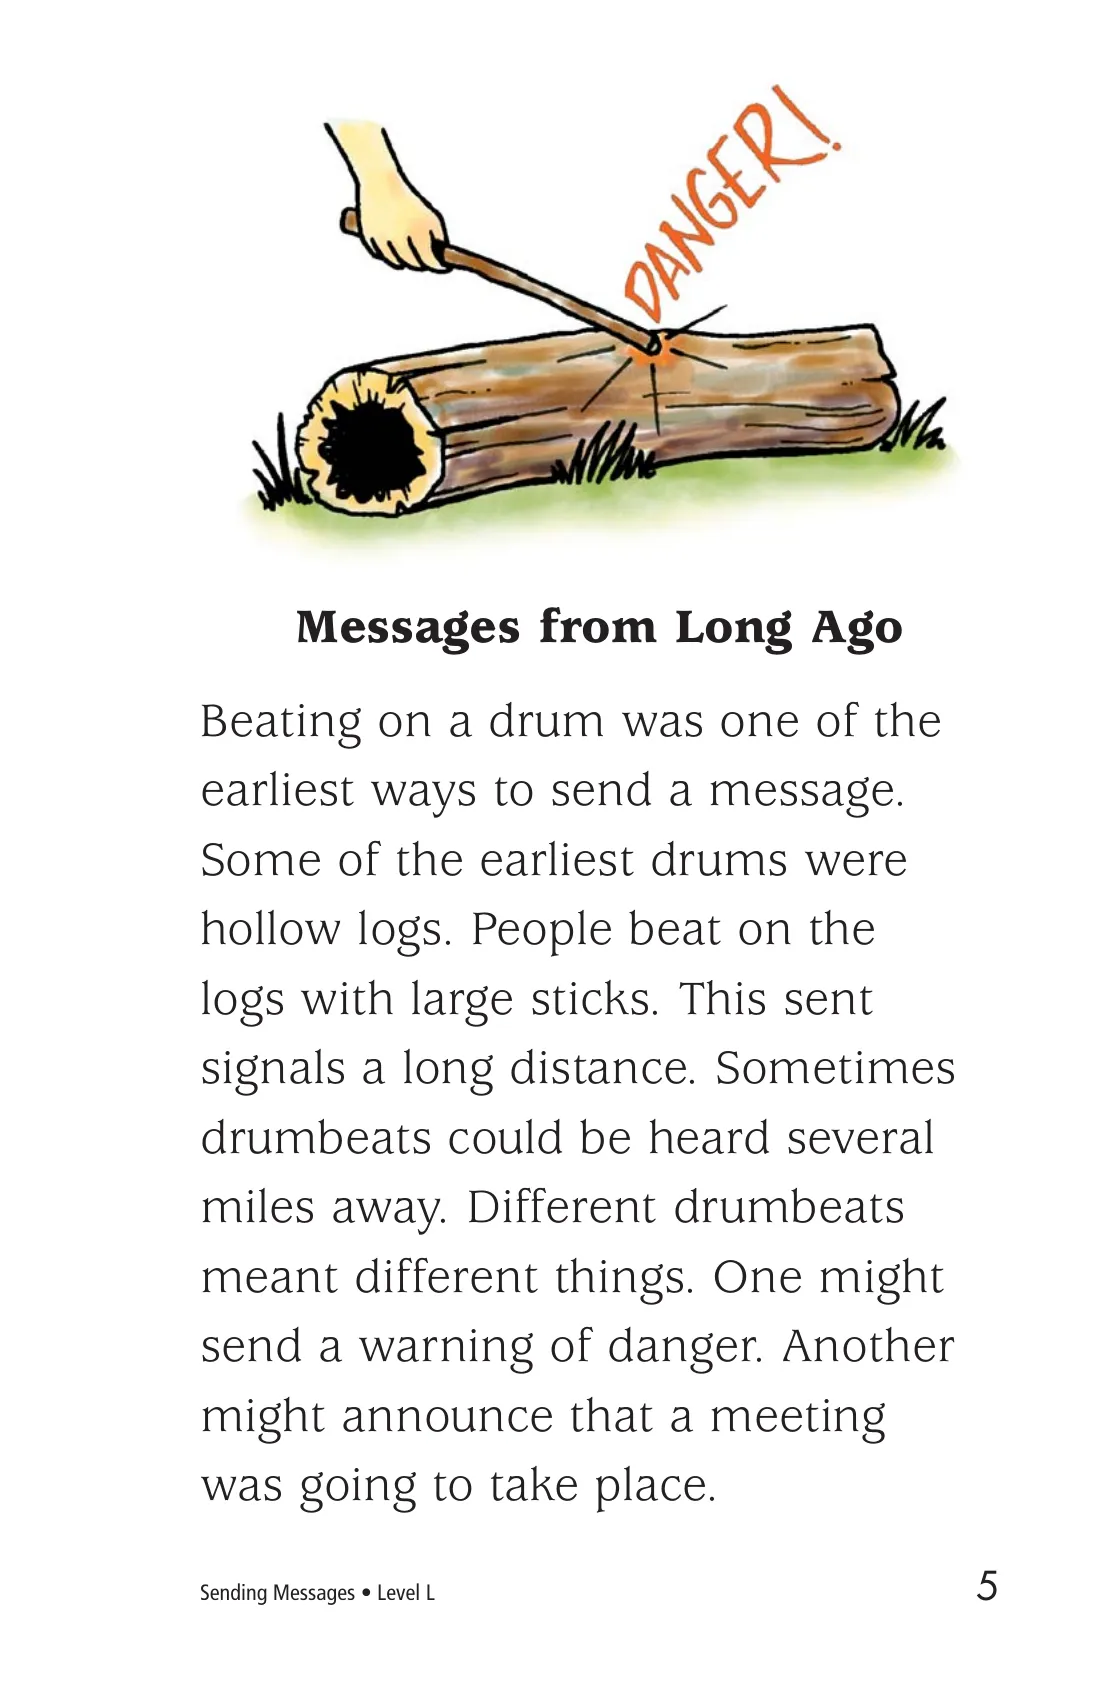 DANGER!
Messages from Long Ago
Beating on a drum was one of the
earliest ways to send a message.
Some of the earliest drums were
hollow logs. People beat on the
logs with large sticks. This sent
signals a long distance. Sometimes
drumbeats could be heard several
miles away. Different drumbeats
meant different things. One might
send a warning of danger. Another
might announce that a meeting
was going to take place.
Sending Messages • Level L
5